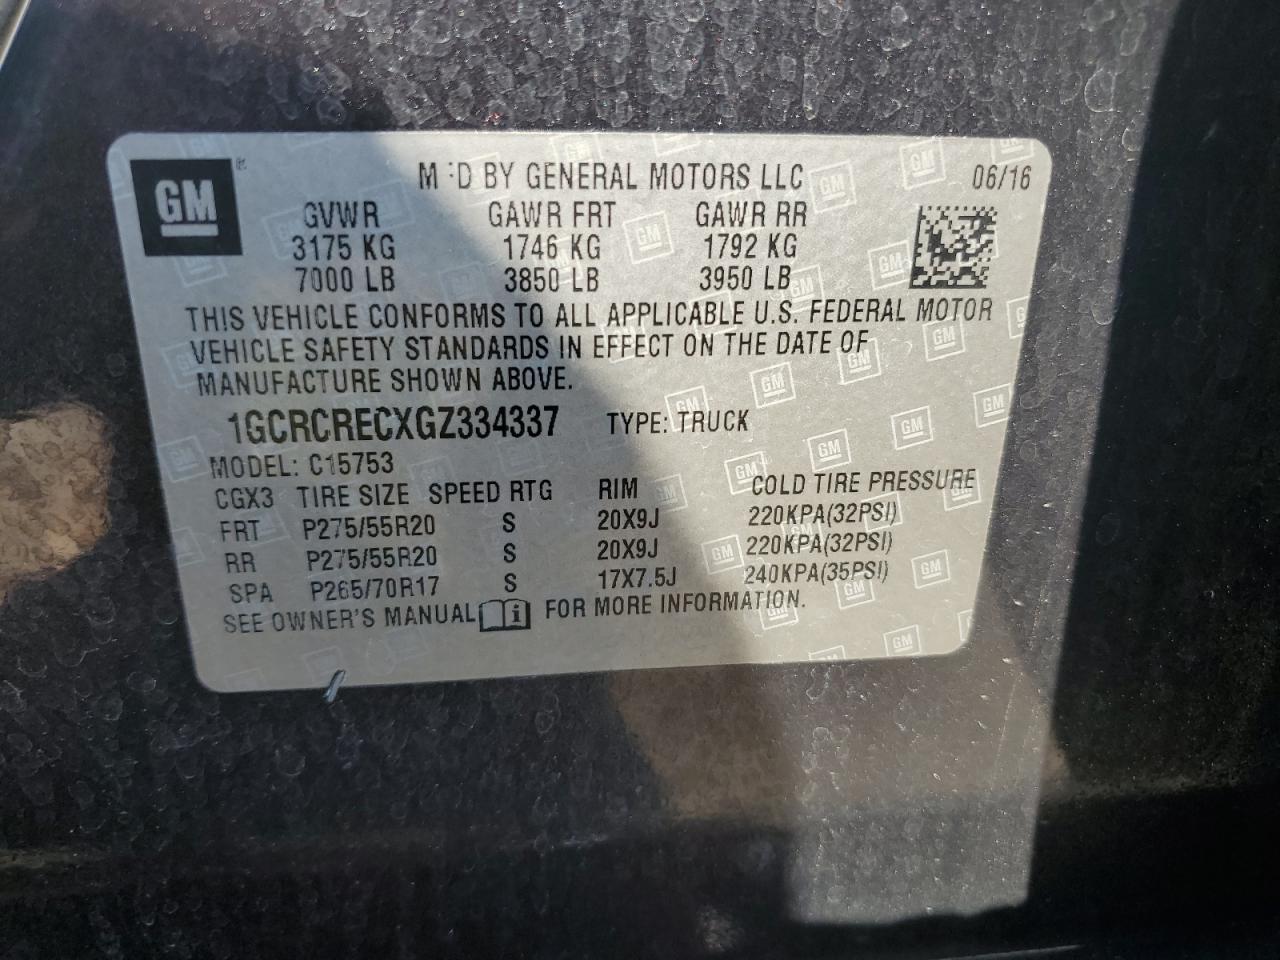 GM
M:D BY GENERAL MOTORS LLC 06/16
GVWR GAWR FRT GAWR RR
3175 KG 1746 KG 1792 KG
7000 LB 3850 LB 3950 LB
THIS VEHICLE CONFORMS TO ALL APPLICABLE U.S. FEDERAL MOTOR
VEHICLE SAFETY STANDARDS IN EFFECT ON THE DATE OF
MANUFACTURE SHOWN ABOVE.
1GCRCRECXGZ334337 TYPE: TRUCK
MODEL: C15753
CGX3 TIRE SIZE SPEED RTG RIM COLD TIRE PRESSURE
FRT P275/55R20 S 20X9J 220KPA(32PSI)
RR P275/55R20 S 20X9J 220KPA(32PSI)
SPA P265/70R17 S 17X7.5J 240KPA(35PSI)
SEE OWNER'S MANUAL i FOR MORE INFORMATION.